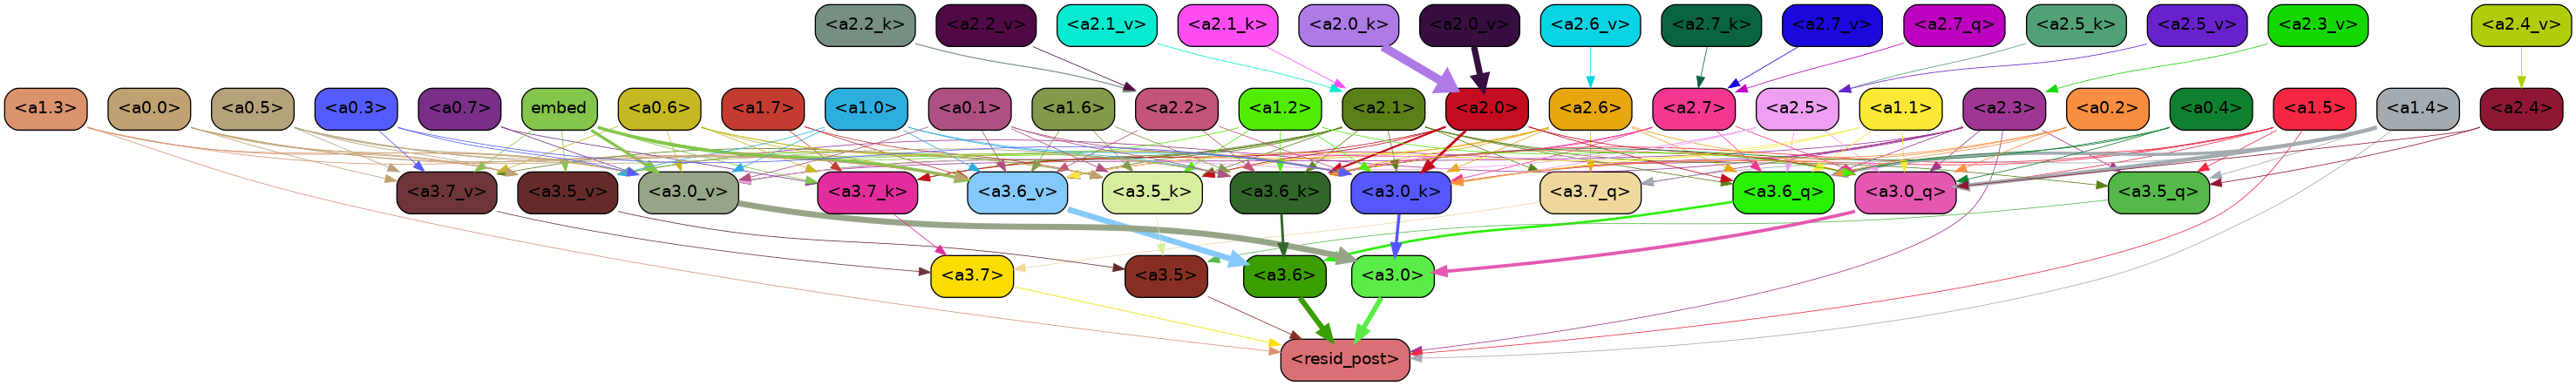 <a2.2_k> <a2.2_v> <a2.1_v> <a2.1_k> <a2.0_k> <a2.0_v> <a2.6_v> <a2.7_k> <a2.7_v> <a2.7_q> <a2.5_k> <a2.5_v> <a2.3_v> <a2.4_v>
<a1.3> <a0.0> <a0.5> <a0.3> <a0.7> embed <a0.6> <a1.7> <a1.0> <a0.1> <a1.6> <a2.2> <a1.2> <a2.1> <a2.0> <a2.6> <a2.7> <a2.5> <a1.1> <a2.3> <a0.2> <a0.4> <a1.5> <a1.4> <a2.4>
<a3.7_v> <a3.5_v> <a3.0_v> <a3.7_k> <a3.6_v> <a3.5_k> <a3.6_k> <a3.0_k> <a3.7_q> <a3.6_q> <a3.0_q> <a3.5_q>
<a3.7> <a3.5> <a3.6> <a3.0>
<resid_post>